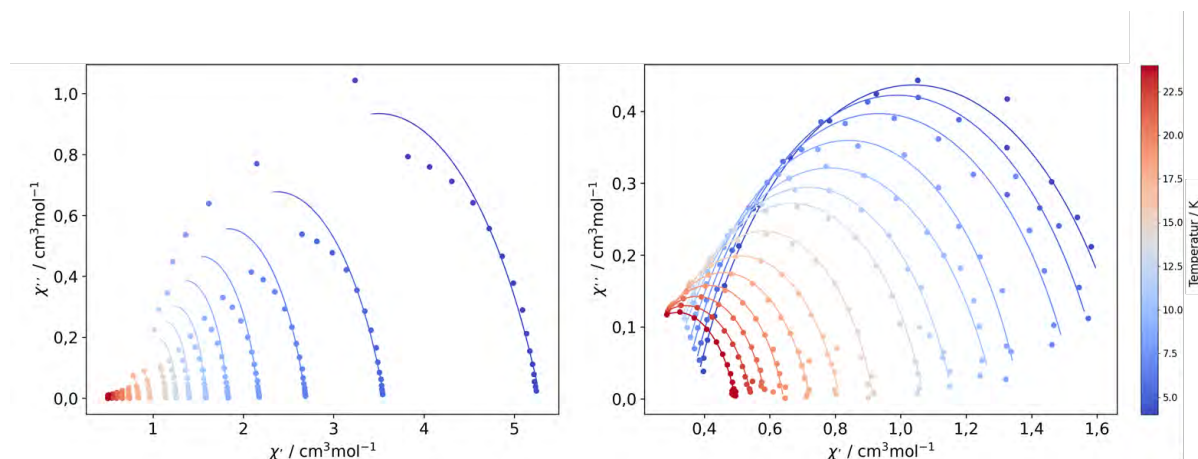 1,0
0,8
0,6
0,4
0,2
0,0
χ'' / cm³mol⁻¹
1 2 3 4 5
χ' / cm³mol⁻¹
0,4
0,3
0,2
0,1
0,0
χ'' / cm³mol⁻¹
0,4 0,6 0,8 1,0 1,2 1,4 1,6
χ' / cm³mol⁻¹
22.5
20.0
17.5
15.0
12.5
10.0
7.5
5.0
Temperatur / K